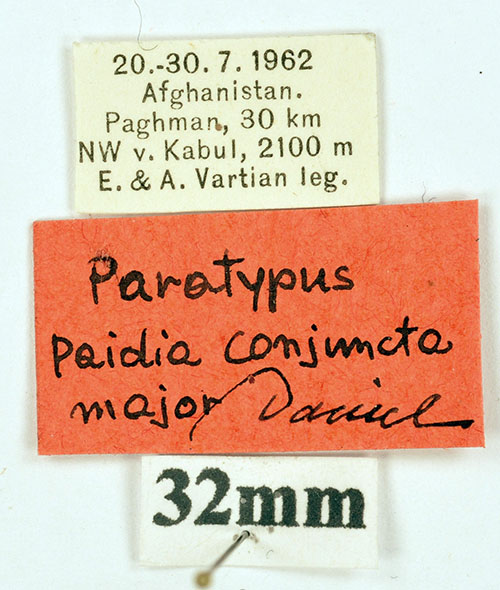 20.-30. 7. 1962
Afghanistan.
Paghman, 30 km
NW v. Kabul, 2100 m
E. & A. Vartian leg.
Paratypus
Paidia conjuncta
major Daniel
32mm